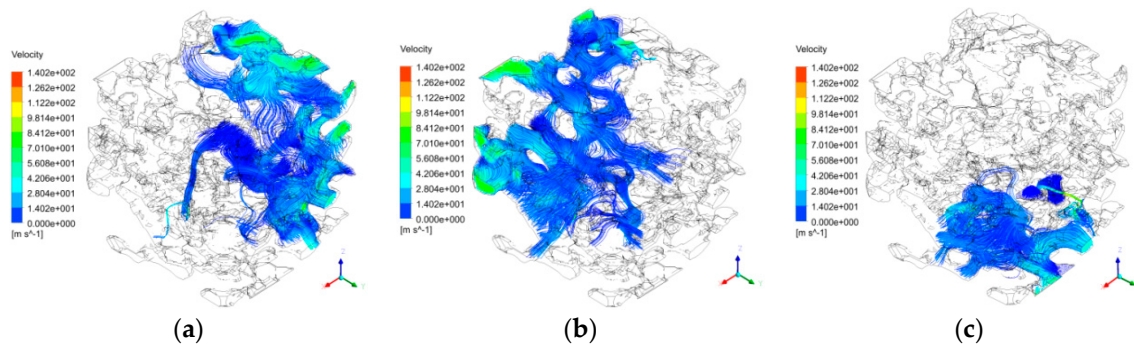 Velocity
1.402e+002
1.262e+002
1.122e+002
9.814e+001
8.412e+001
7.010e+001
5.608e+001
4.206e+001
2.804e+001
1.402e+001
0.000e+000
[m s^-1]
Z
(a)
Velocity
1.402e+002
1.262e+002
1.122e+002
9.814e+001
8.412e+001
7.010e+001
5.608e+001
4.206e+001
2.804e+001
1.402e+001
0.000e+000
[m s^-1]
Z
(b)
Velocity
1.402e+002
1.262e+002
1.122e+002
9.814e+001
8.412e+001
7.010e+001
5.608e+001
4.206e+001
2.804e+001
1.402e+001
0.000e+000
[m s^-1]
Z
(c)